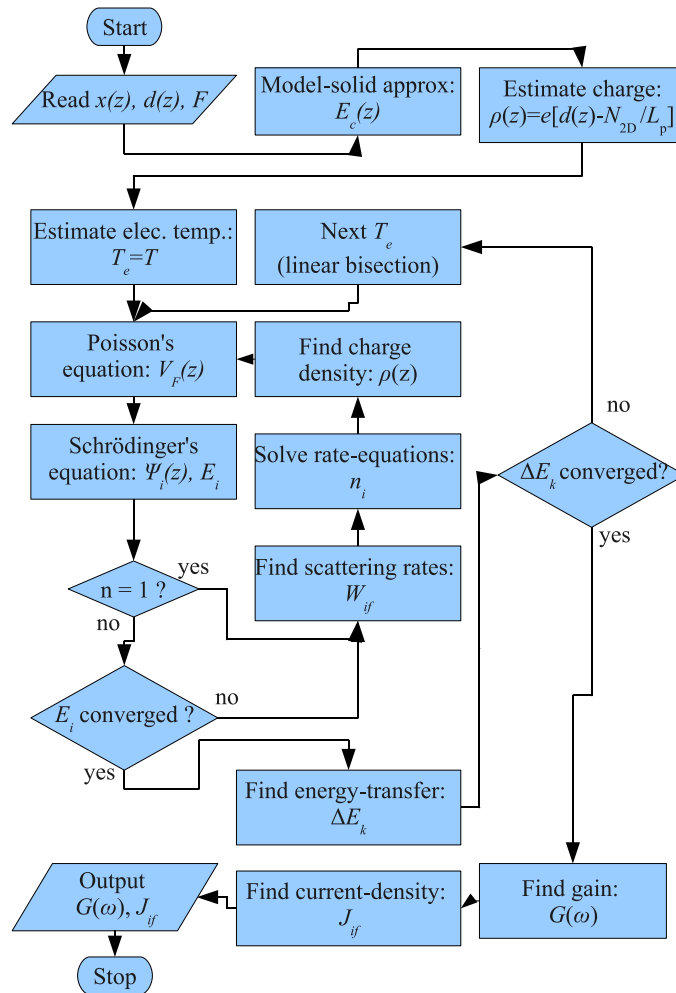 Start
Read x(z), d(z), F
Model-solid approx:
E_c(z)
Estimate charge:
ρ(z)=e[d(z)-N_2D/L_p]
Estimate elec. temp.:
T_e=T
Next T_e
(linear bisection)
Poisson's
equation: V_F(z)
Find charge
density: ρ(z)
Schrödinger's
equation: Ψ_i(z), E_i
Solve rate-equations:
n_i
no
ΔE_k converged?
yes
n = 1 ?
yes
no
Find scattering rates:
W_if
E_i converged ?
no
yes
Find energy-transfer:
ΔE_k
Output
G(ω), J_if
Find current-density:
J_if
Find gain:
G(ω)
Stop